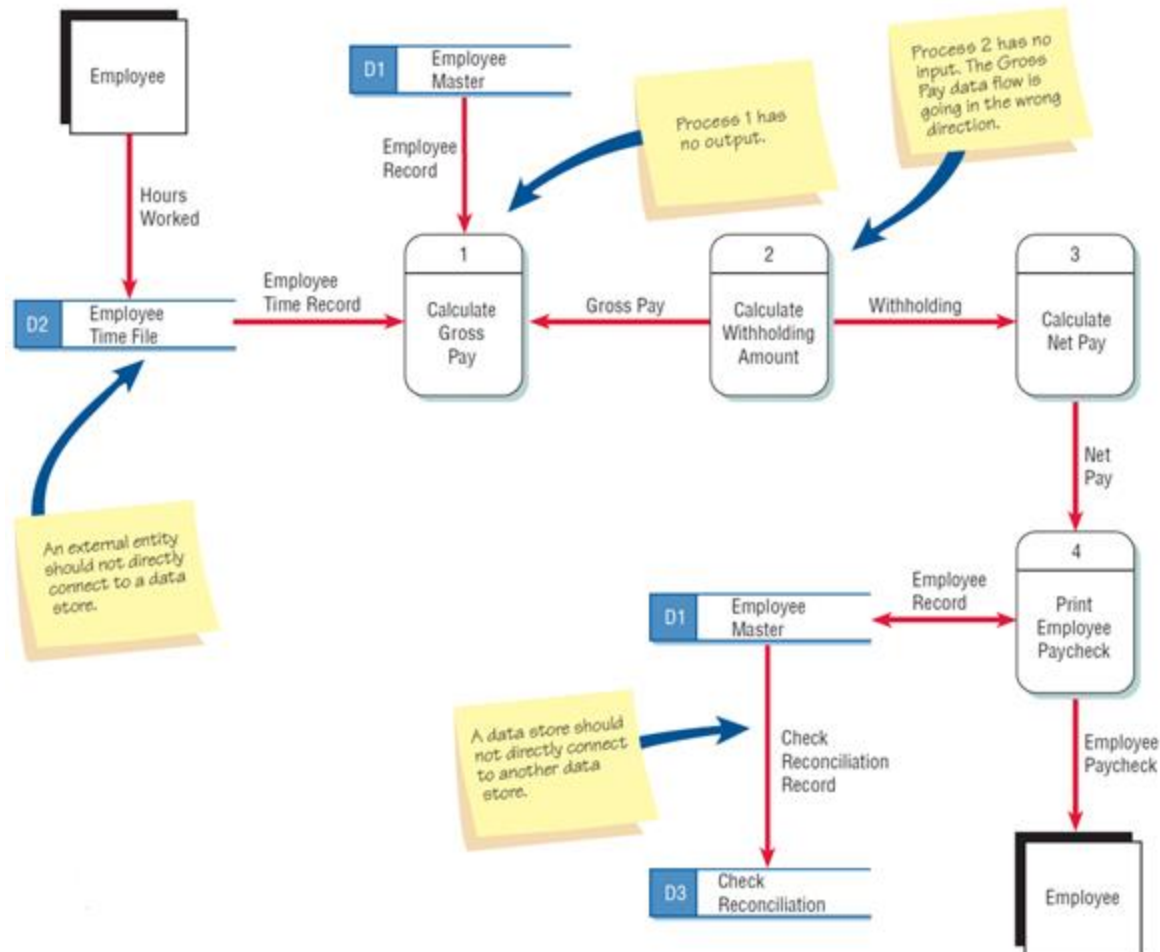 Employee
D1
Employee
Master
Process 1 has
no output.
Process 2 has no
input. The Gross
Pay data flow is
going in the wrong
direction.
Hours
Worked
Employee
Record
D2
Employee
Time File
Employee
Time Record
1
Calculate
Gross
Pay
Gross Pay
2
Calculate
Withholding
Amount
Withholding
3
Calculate
Net Pay
Net
Pay
An external entity
should not directly
connect to a data
store.
D1
Employee
Master
Employee
Record
4
Print
Employee
Paycheck
A data store should
not directly connect
to another data
store.
Check
Reconciliation
Record
Employee
Paycheck
D3
Check
Reconciliation
Employee